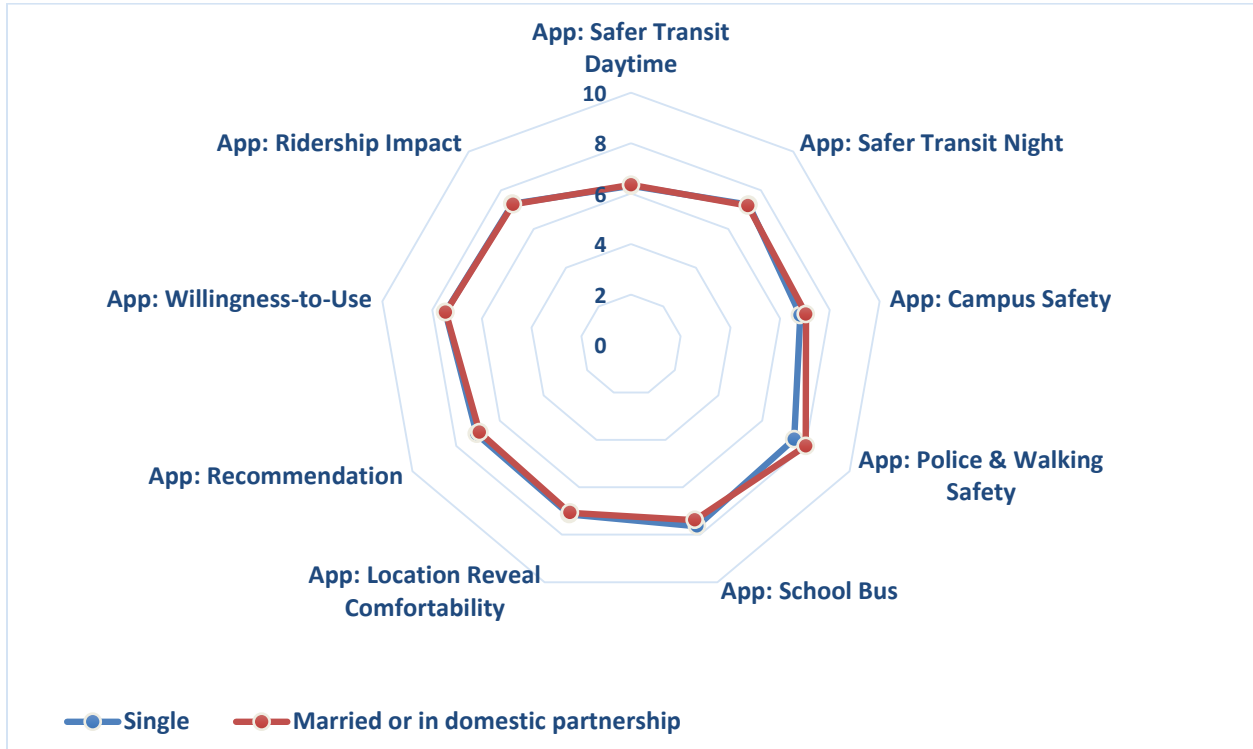 App: Safer Transit
Daytime
10
App: Ridership Impact
App: Safer Transit Night
8
6
4
App: Willingness-to-Use
App: Campus Safety
2
0
App: Recommendation
App: Police & Walking
Safety
App: Location Reveal
Comfortability
App: School Bus
Single
Married or in domestic partnership